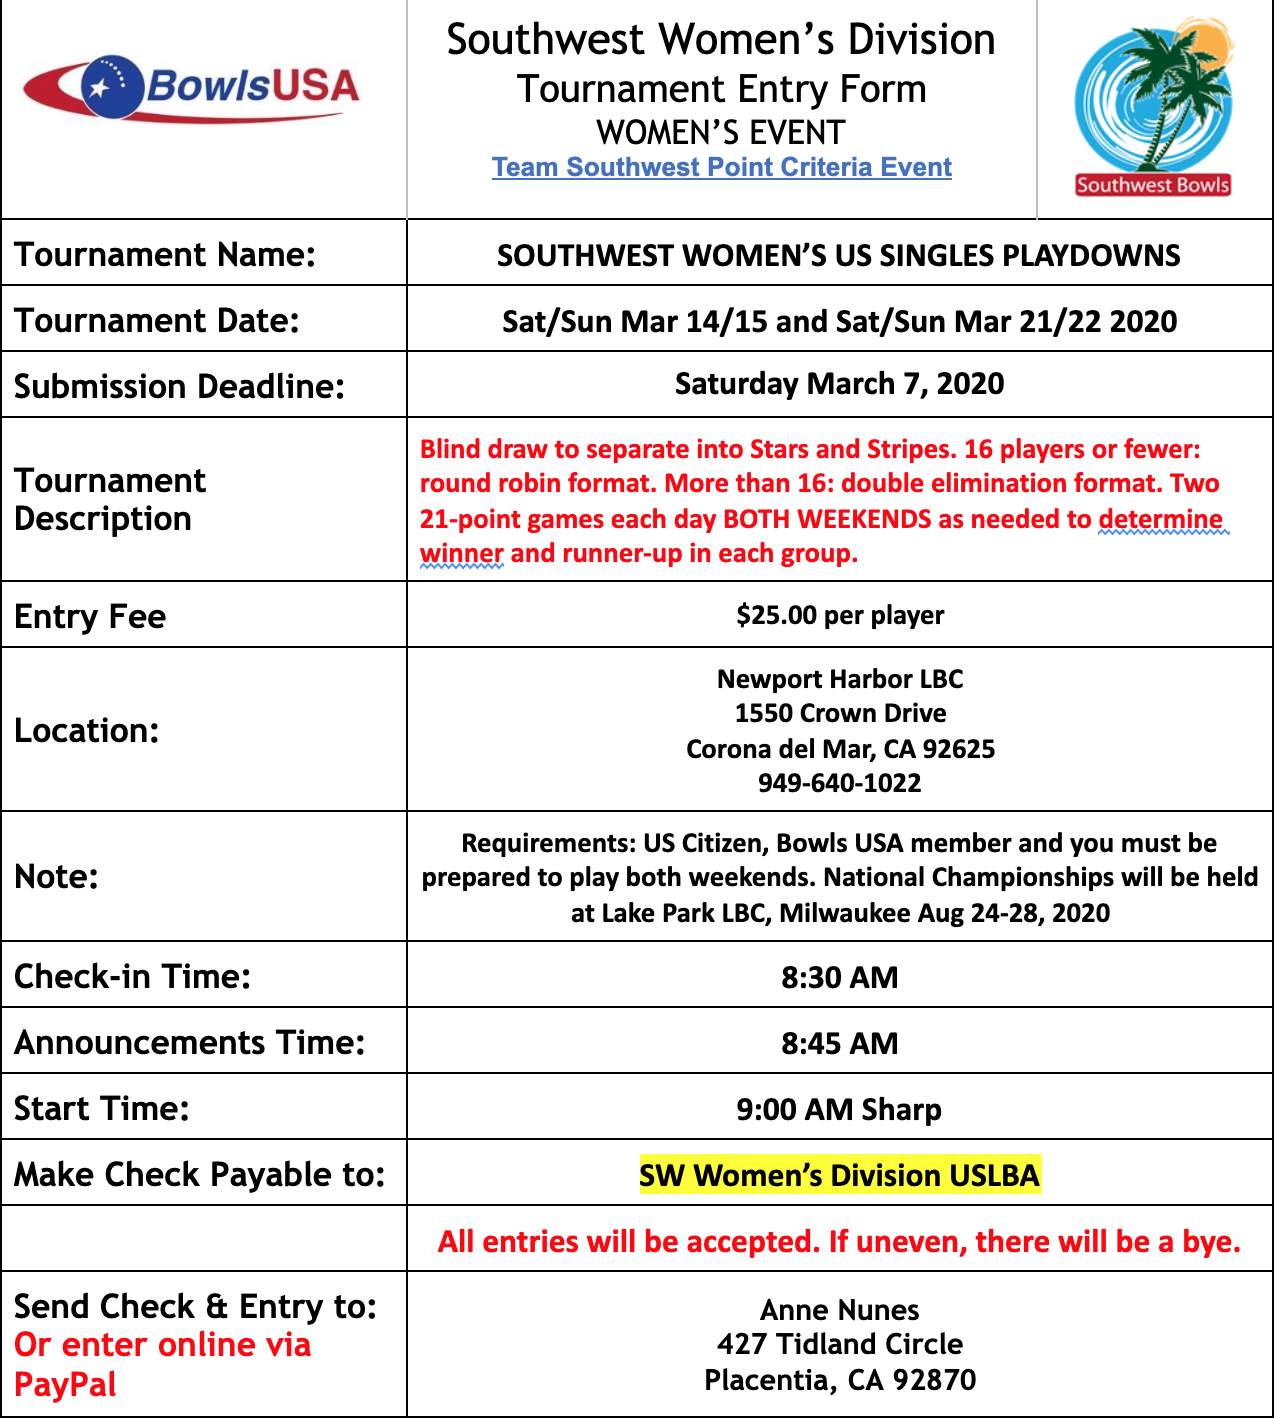 BowlsUSA
Southwest Women's Division
Tournament Entry Form
WOMEN'S EVENT
Team Southwest Point Criteria Event
Southwest Bowls
Tournament Name:
SOUTHWEST WOMEN'S US SINGLES PLAYDOWNS
Tournament Date:
Sat/Sun Mar 14/15 and Sat/Sun Mar 21/22 2020
Submission Deadline:
Saturday March 7, 2020
Tournament
Description
Blind draw to separate into Stars and Stripes. 16 players or fewer:
round robin format. More than 16: double elimination format. Two
21-point games each day BOTH WEEKENDS as needed to determine
winner and runner-up in each group.
Entry Fee
$25.00 per player
Location:
Newport Harbor LBC
1550 Crown Drive
Corona del Mar, CA 92625
949-640-1022
Note:
Requirements: US Citizen, Bowls USA member and you must be
prepared to play both weekends. National Championships will be held
at Lake Park LBC, Milwaukee Aug 24-28, 2020
Check-in Time:
8:30 AM
Announcements Time:
8:45 AM
Start Time:
9:00 AM Sharp
Make Check Payable to:
SW Women's Division USLBA
All entries will be accepted. If uneven, there will be a bye.
Send Check & Entry to:
Or enter online via
PayPal
Anne Nunes
427 Tidland Circle
Placentia, CA 92870